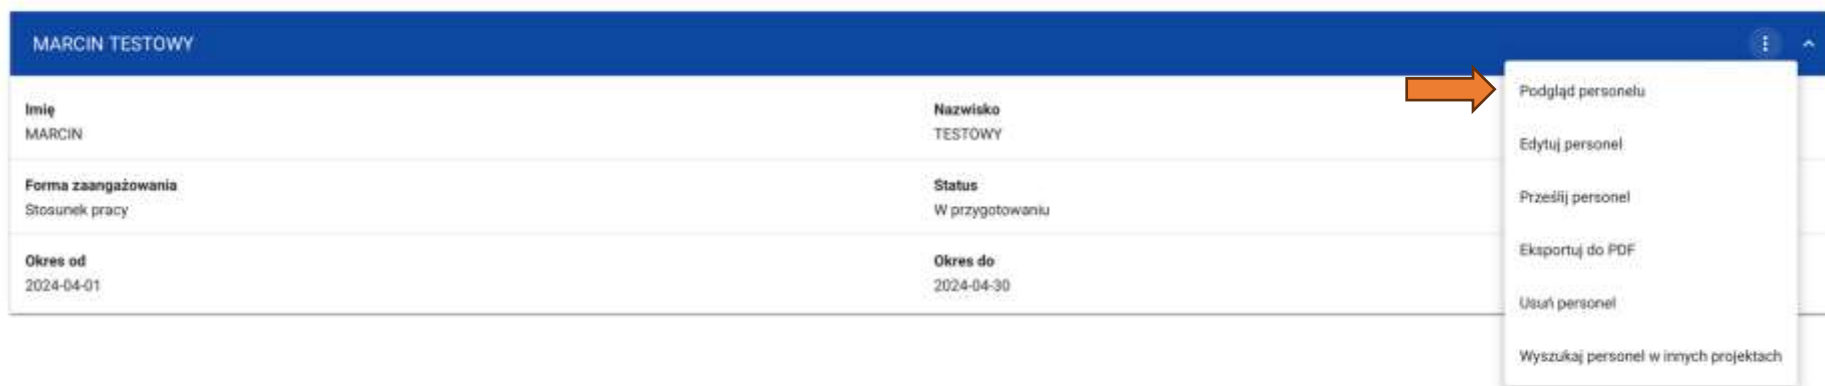 MARCIN TESTOWY
Imię
MARCIN
Nazwisko
TESTOWY
Forma zaangażowania
Stosunek pracy
Status
W przygotowaniu
Okres od
2024-04-01
Okres do
2024-04-30
Podgląd personelu
Edytuj personel
Prześlij personel
Eksportuj do PDF
Usuń personel
Wyszukaj personel w innych projektach